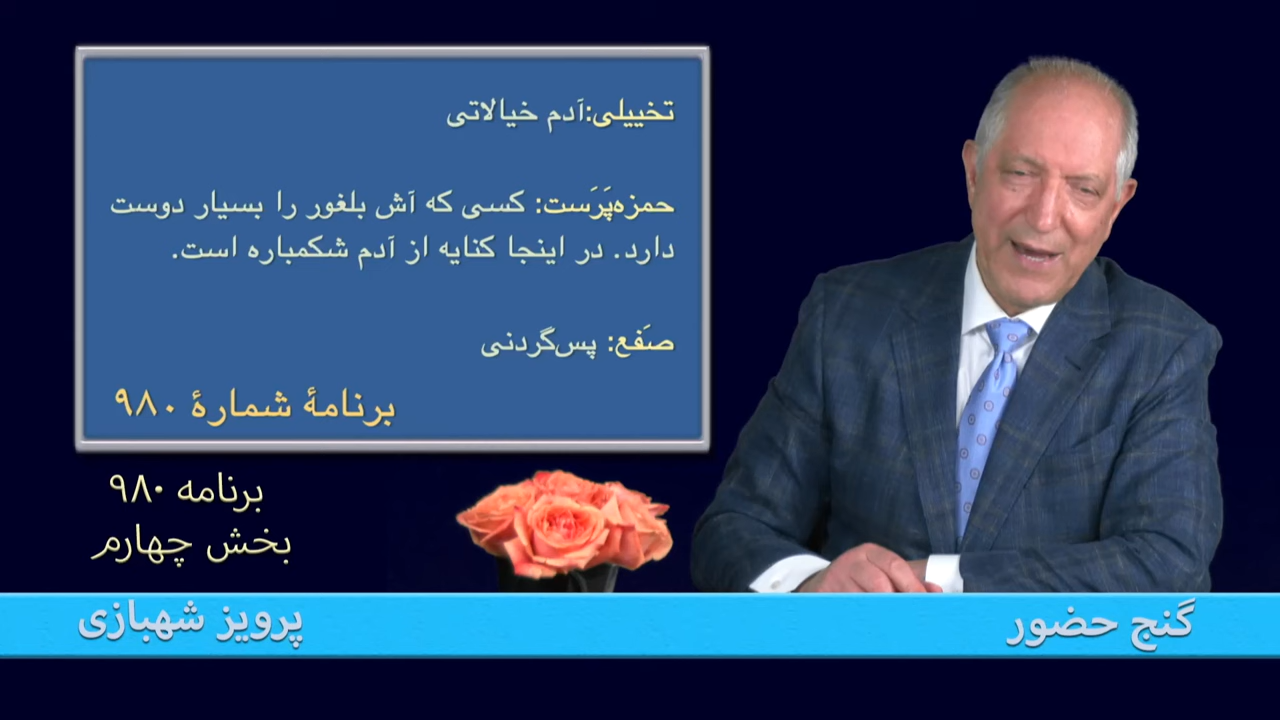 تخییلی:آدم خیالاتی
حمزه‌پَرَست: کسی که آش بلغور را بسیار دوست
دارد. در اینجا کنایه از آدم شکمباره است.
صَفع: پس‌گردنی
برنامهٔ شمارهٔ ۹۸۰
برنامه ۹۸۰
بخش چهارم
گنج حضور
پرویز شهبازی